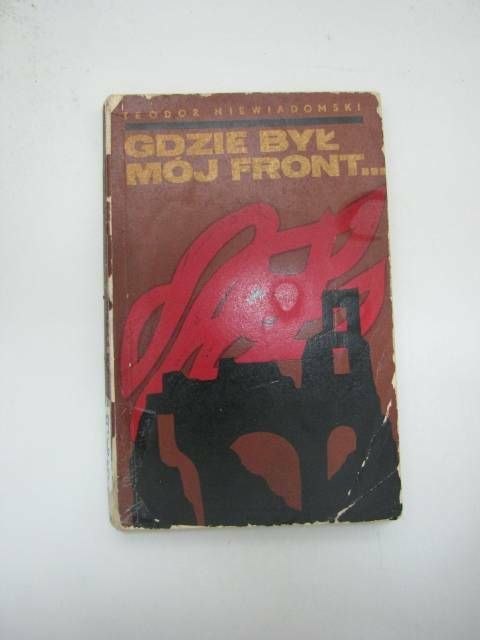 TEODOR NIEWIADOMSKI
GDZIE BYŁ
MÓJ FRONT...